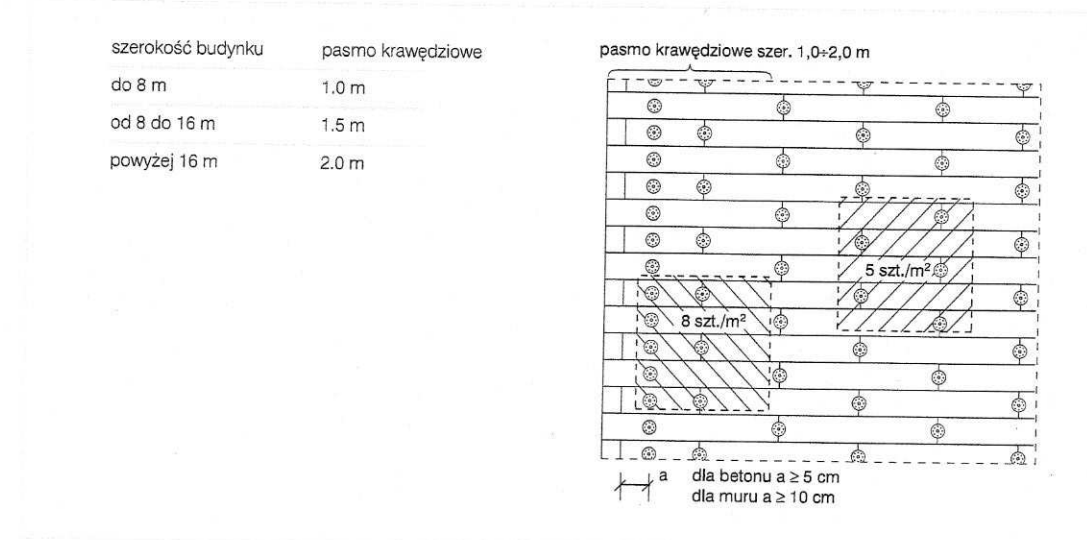 szerokość budynku pasmo krawędziowe
do 8 m 1.0 m
od 8 do 16 m 1.5 m
powyżej 16 m 2.0 m
pasmo krawędziowe szer. 1,0÷2,0 m
5 szt./m²
8 szt./m²
a dla betonu a ≥ 5 cm
dla muru a ≥ 10 cm